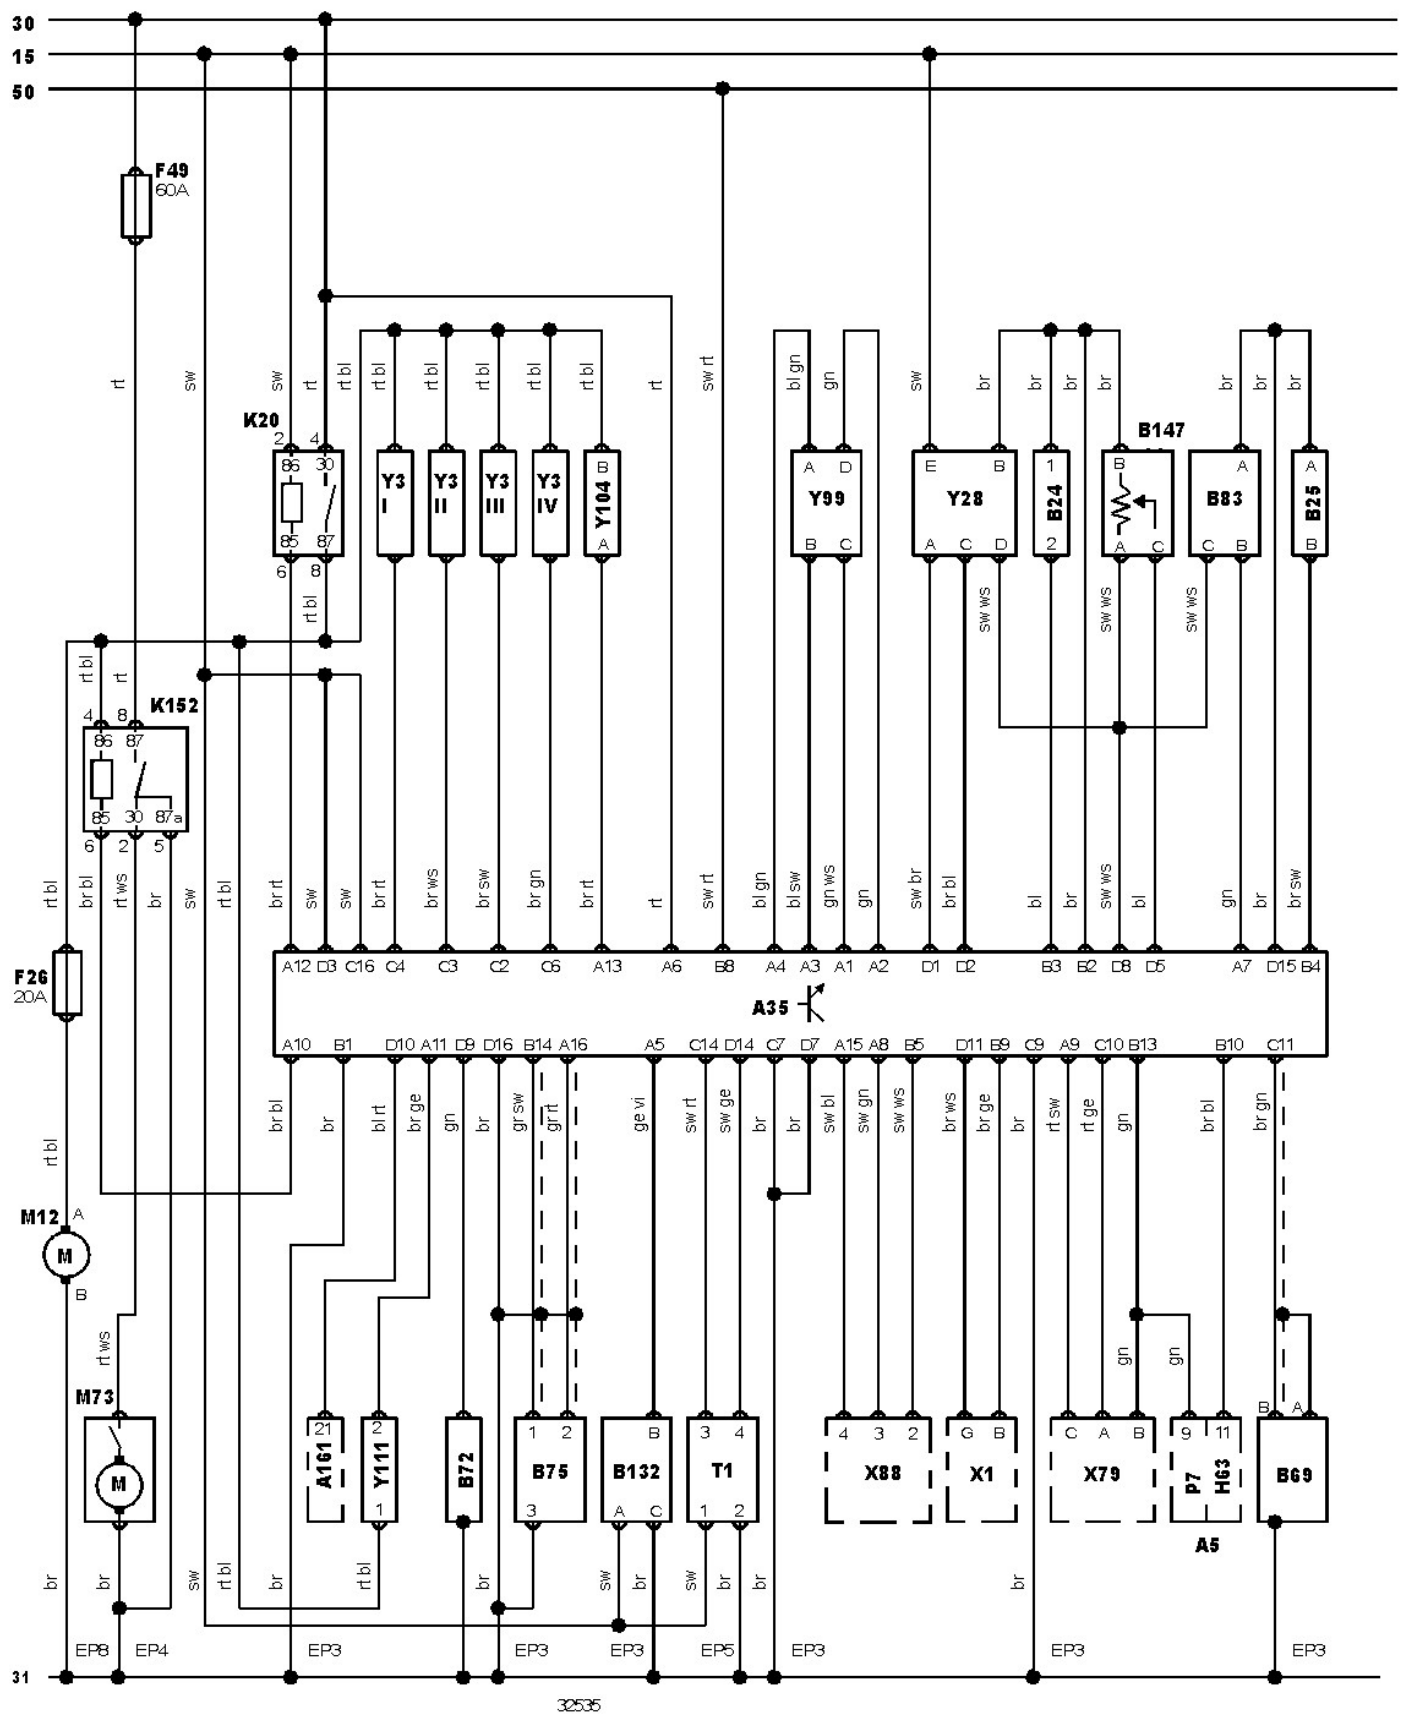 30
15
50
F49
60A
rt sw sw rt rt bl rt bl rt bl rt bl rt bl rt bl rt sw rt bl gn gn sw br br br br br br br
K20
2 4
B147
86 30
85 87
6 8
Y3 I
Y3 II
Y3 III
Y3 IV
B Y104 A
A D
Y99
B C
E B
Y28
A C D
1 B24 2
B
A C
A
B83
C B
A B25 B
rt bl sw ws sw ws sw ws
rt bl rt
K152
4 8
86 87
85 30 87a
6 2 5
rt bl br bl rt ws br sw rt bl br rt sw sw br rt br ws br sw br gn br rt rt sw rt bl gn bl sw gn ws gn sw br br bl bl br sw ws bl gn br br sw
F26
20A
A12 D3 C16 C4 C3 C2 C6 A13 A6 B8 A4 A3 A1 A2 D1 D2 B3 B2 D8 D5 A7 D15 B4
A35
A10 B1 D10 A11 D9 D16 B14 A16 A5 C14 D14 C7 D7 A15 A8 B5 D11 B9 C9 A9 C10 B13 B10 C11
rt bl br bl br bl rt br ge gn br gr sw gr rt ge vi sw rt sw ge br br sw bl sw gn sw ws br ws br ge br rt sw rt ge gn br bl br gn
M12 A
M
B
rt ws gn gn
M73
M
21 A161
2 Y111 1
B72
1 2
B75
3
B
B132
A C
3 4
T1
1 2
4 3 2
X88
G B
X1
C A B
X79
9 11
P7 H63
A5
B A
B69
br br sw rt bl br rt bl br sw br sw br br br
EP8 EP4 EP3 EP3 EP3 EP5 EP3 EP3 EP3
31
32535